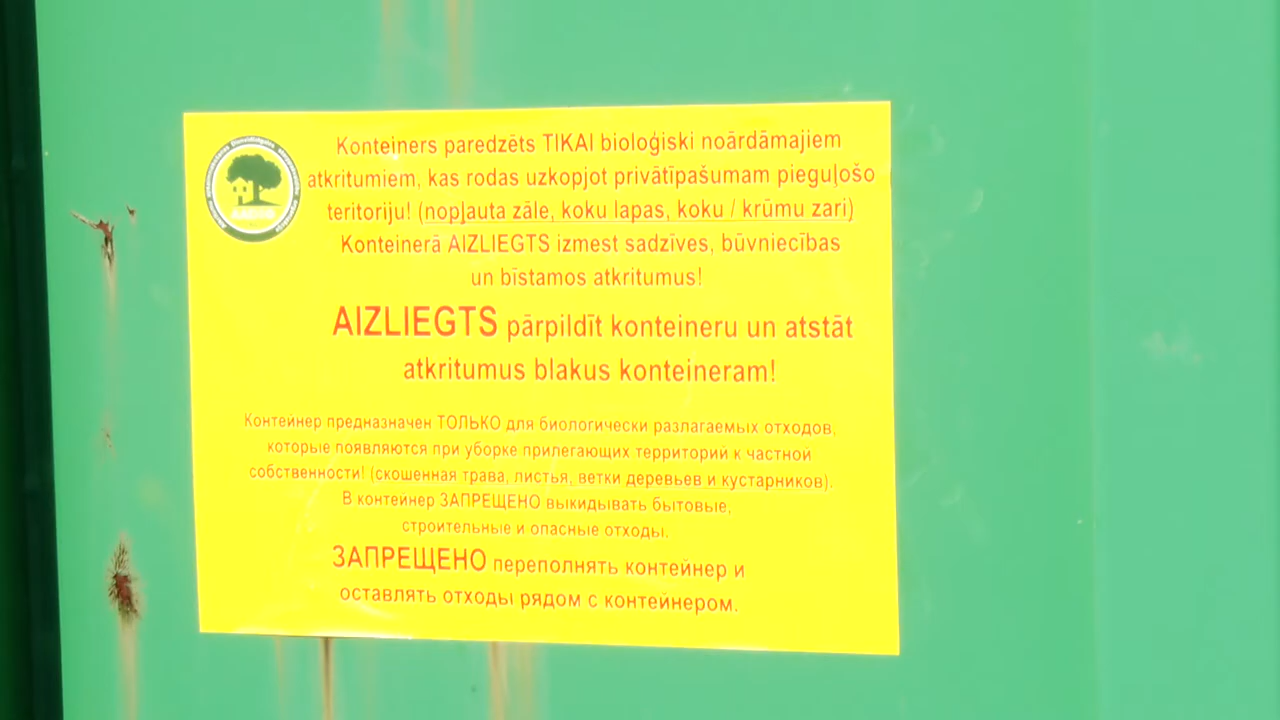 Konteiners paredzēts TIKAI bioloģiski noārdāmajiem
atkritumiem, kas rodas uzkopjot privātīpašumam pieguļošo
teritoriju! (nopļauta zāle, koku lapas, koku / krūmu zari)
Konteinerā AIZLIEGTS izmest sadzīves, būvniecības
un bīstamos atkritumus!
AIZLIEGTS pārpildīt konteineru un atstāt
atkritumus blakus konteineram!
Контейнер предназначен ТОЛЬКО для биологически разлагаемых отходов,
которые появляются при уборке прилегающих территорий к частной
собственности! (скошенная трава, листья, ветки деревьев и кустарников).
В контейнер ЗАПРЕЩЕНО выкидывать бытовые,
строительные и опасные отходы.
ЗАПРЕЩЕНО переполнять контейнер и
оставлять отходы рядом с контейнером.